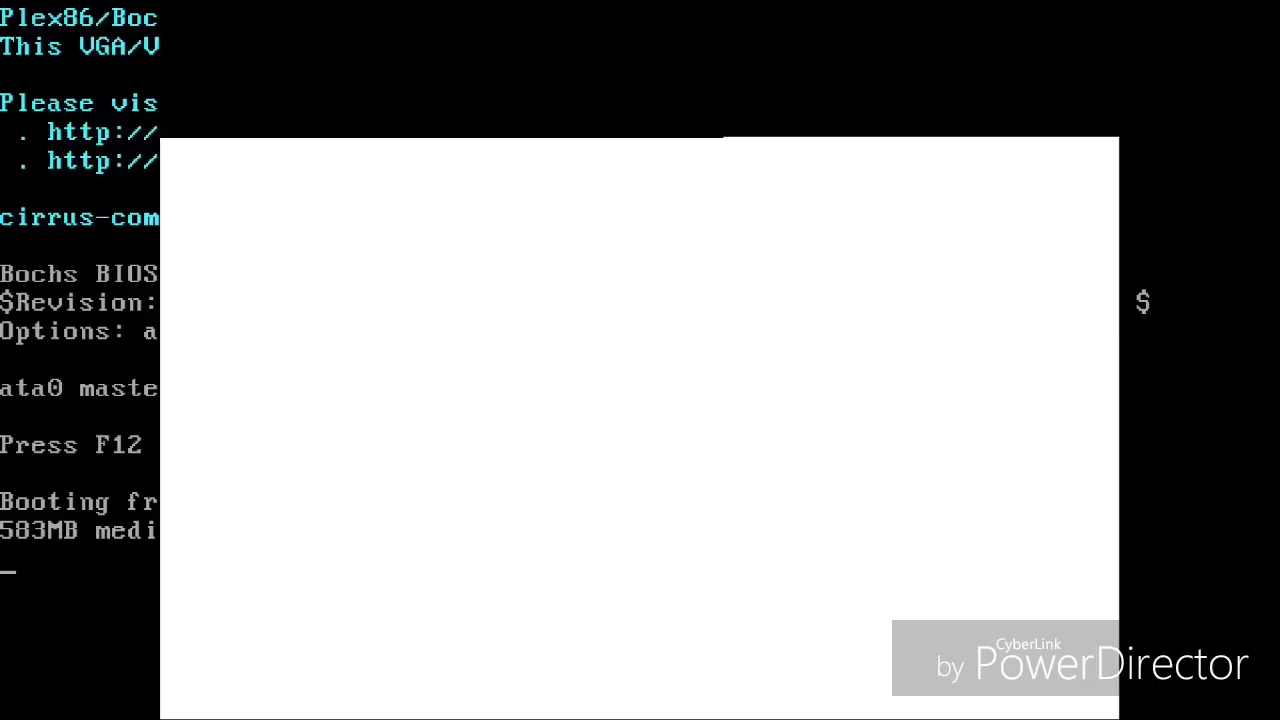 Plex86/Boc
This VGA/V
Please vis
. http://
. http://
cirrus-com
Bochs BIOS
$Revision: $
Options: a
ata0 maste
Press F12
Booting fr
583MB medi
_
CyberLink
by PowerDirector